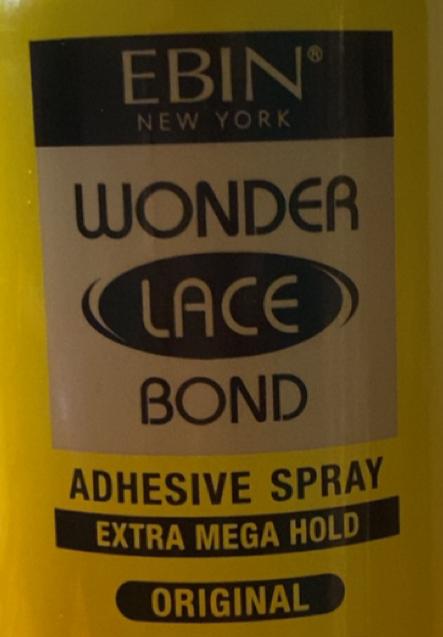 EBIN®
NEW YORK
WONDER
LACE
BOND
ADHESIVE SPRAY
EXTRA MEGA HOLD
ORIGINAL